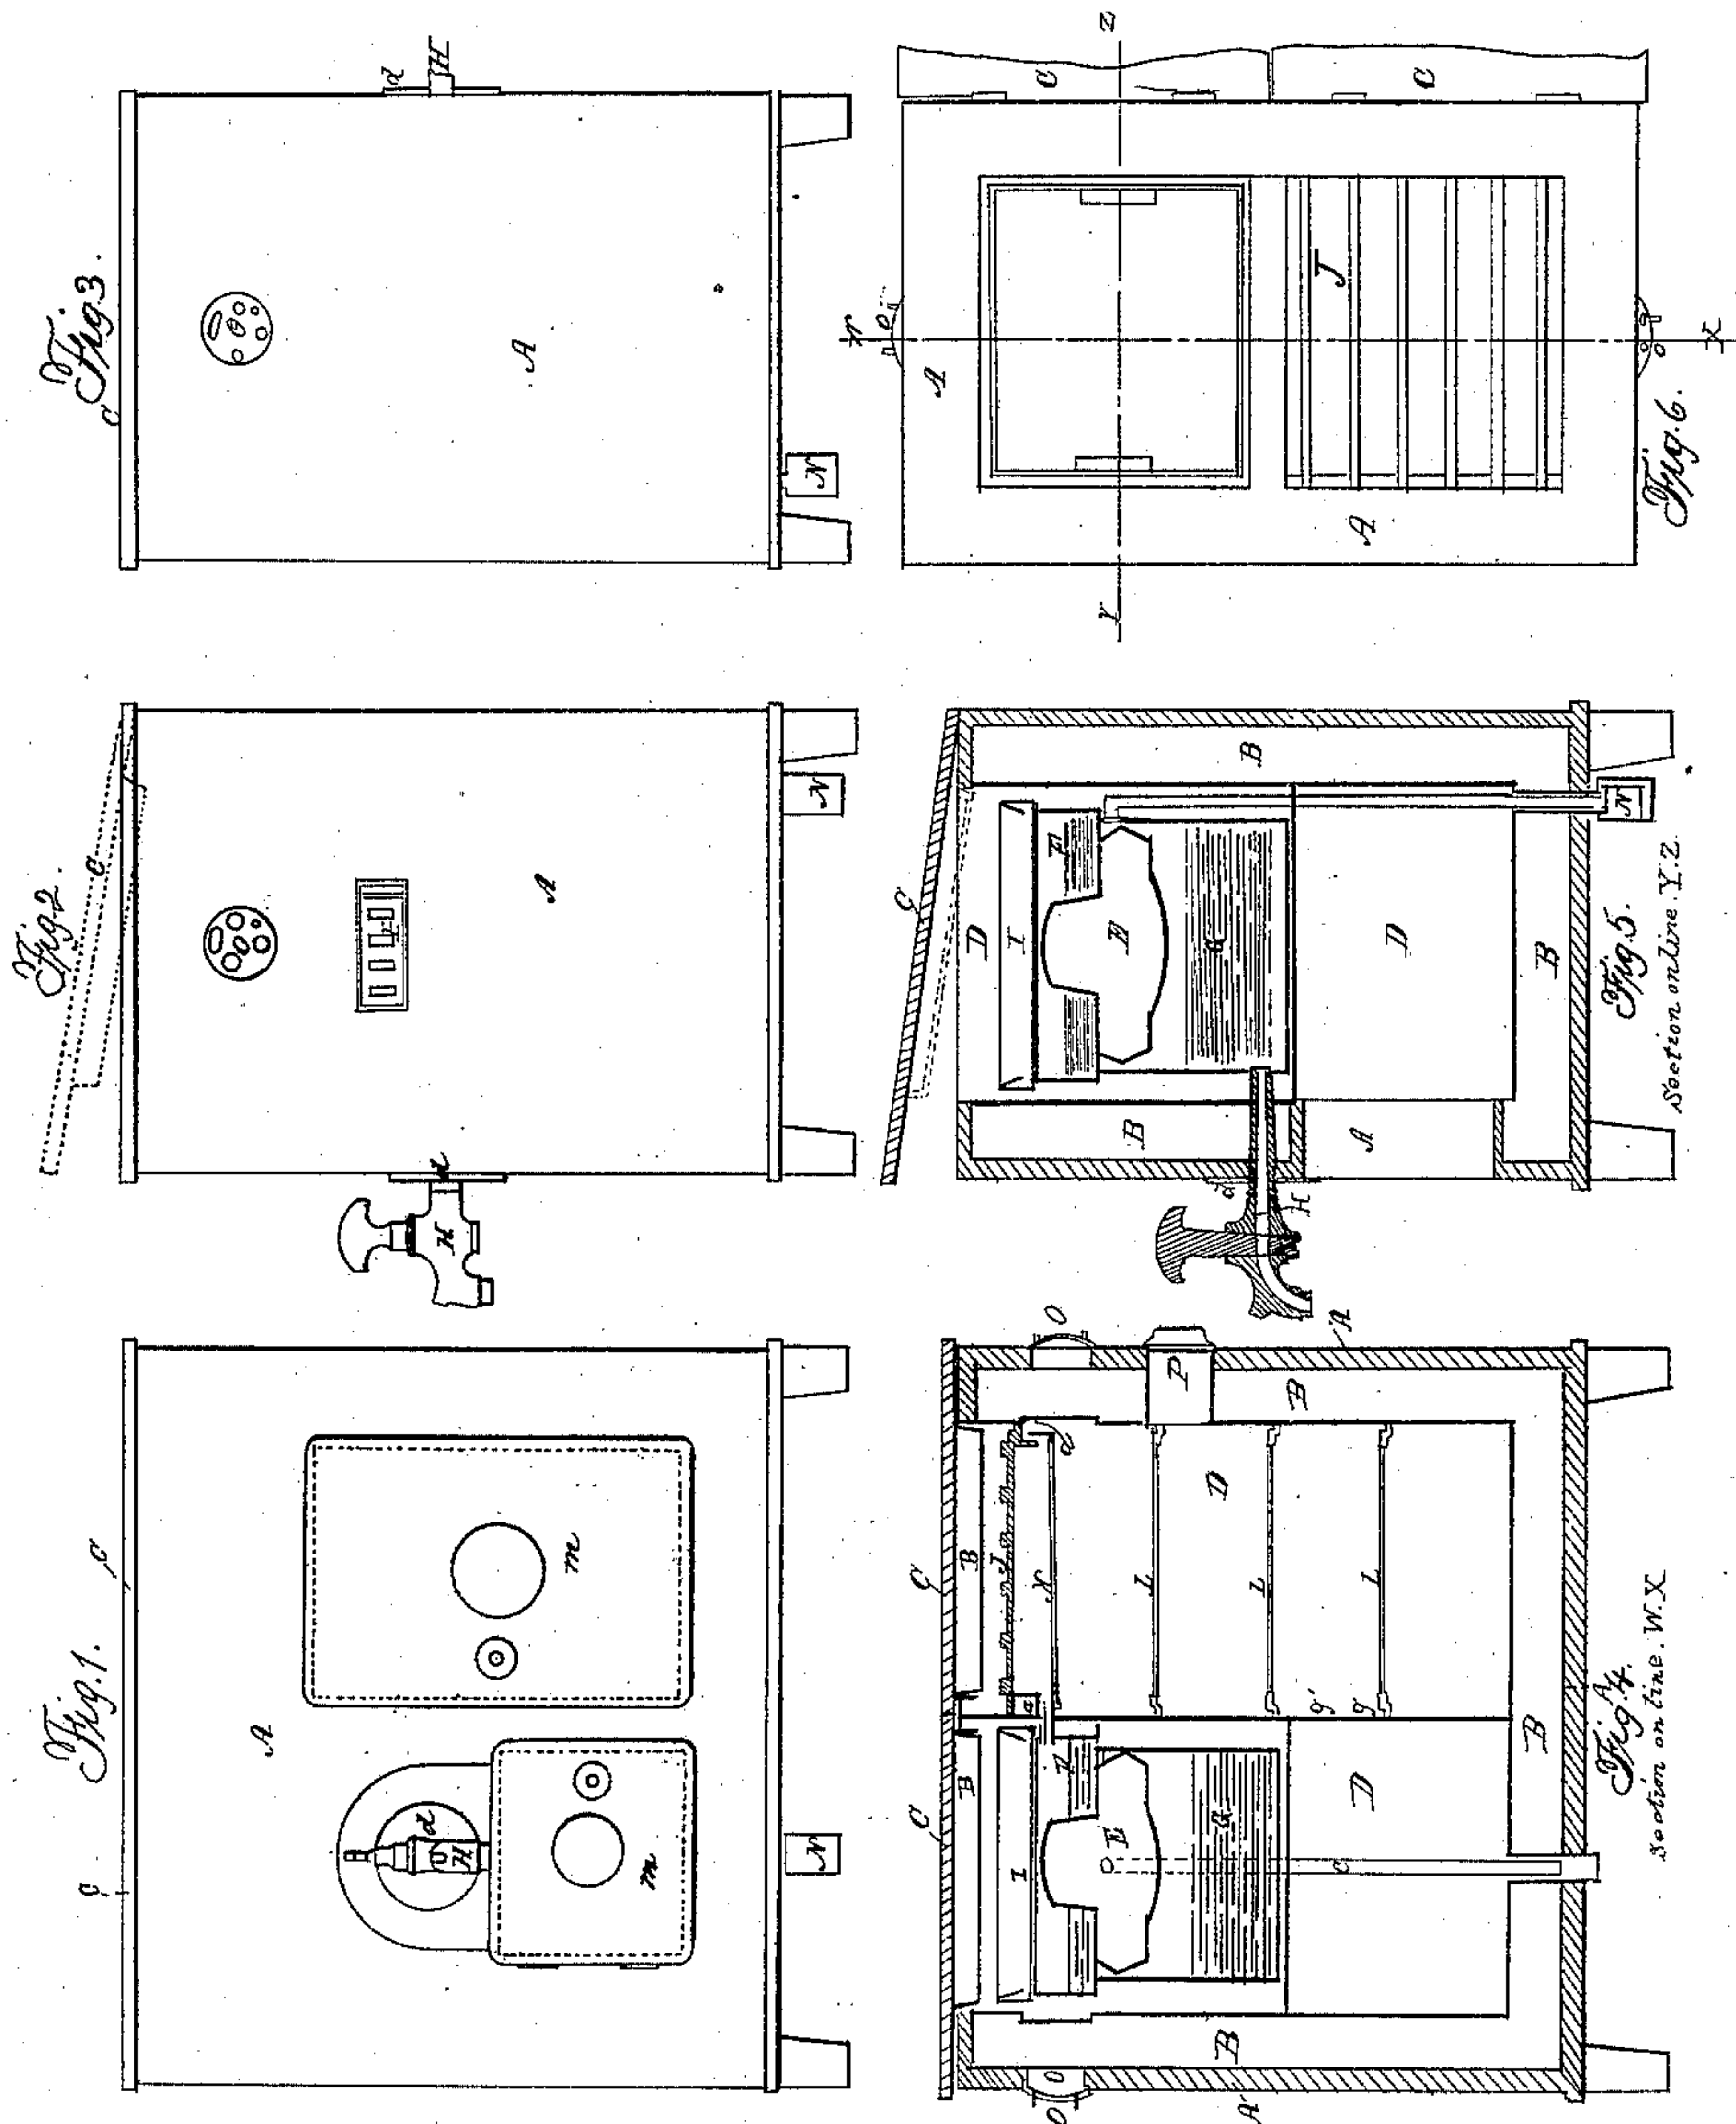 Fig. 1.
C
C
A
d
H
m
m
N
Fig. 2.
C
O
P
A
d
H
N
Fig. 3.
C
O
A
d
H
N
Fig. 4.
Section on line. W. X
C
C
B
B
I
J
K
a
d
F
E
G
L
L
L
D
D
g'
g
c
B
B
B
O
O
O
P
A
A
A
Fig. 5.
Section on line. Y. Z.
C
D
I
F
E
G
B
B
B
D
A
d
H
N
Fig. 6.
W
X
Y
Z
A
A
J
C
C
O
O